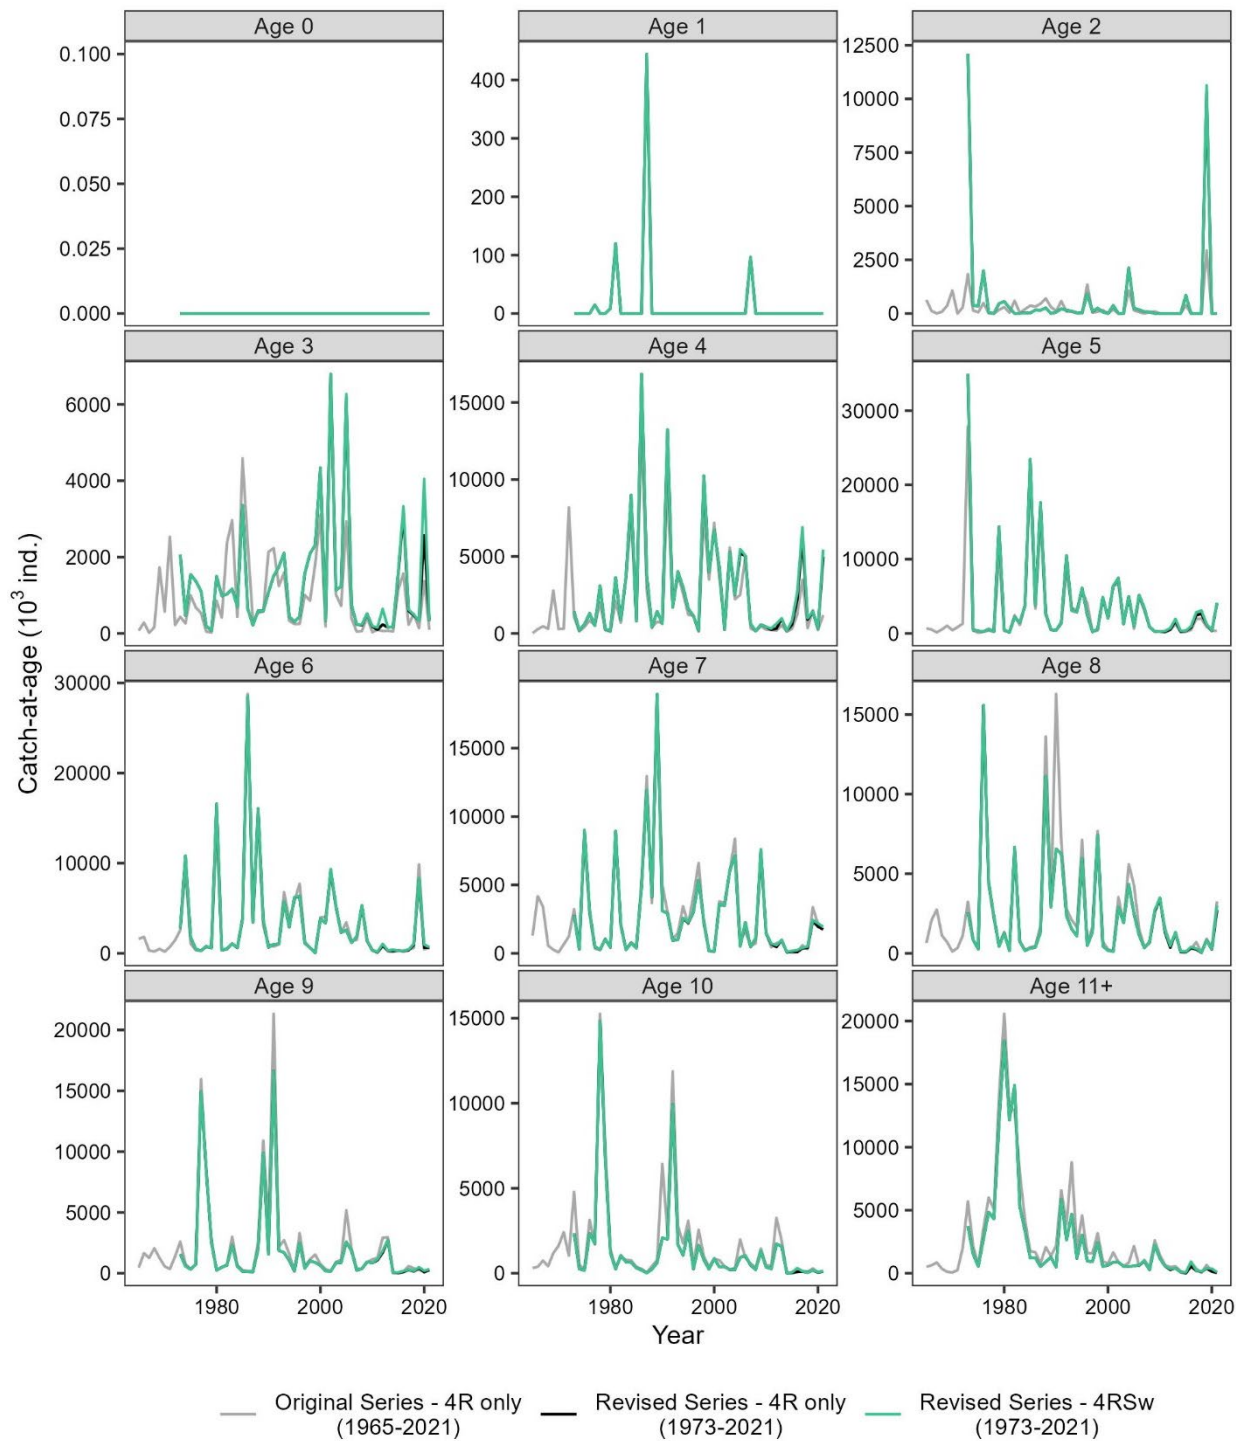 Age 0
Age 1
Age 2
0.100
0.075
0.050
0.025
0.000
400
300
200
100
0
12500
10000
7500
5000
2500
0
Age 3
Age 4
Age 5
6000
4000
2000
0
15000
10000
5000
0
30000
20000
10000
0
Age 6
Age 7
Age 8
30000
20000
10000
0
15000
10000
5000
0
15000
10000
5000
0
Age 9
Age 10
Age 11+
20000
15000
10000
5000
0
15000
10000
5000
0
20000
15000
10000
5000
0
1980 2000 2020
1980 2000 2020
1980 2000 2020
Catch-at-age (10³ ind.)
Year
Original Series - 4R only
(1965-2021)
Revised Series - 4R only
(1973-2021)
Revised Series - 4RSw
(1973-2021)